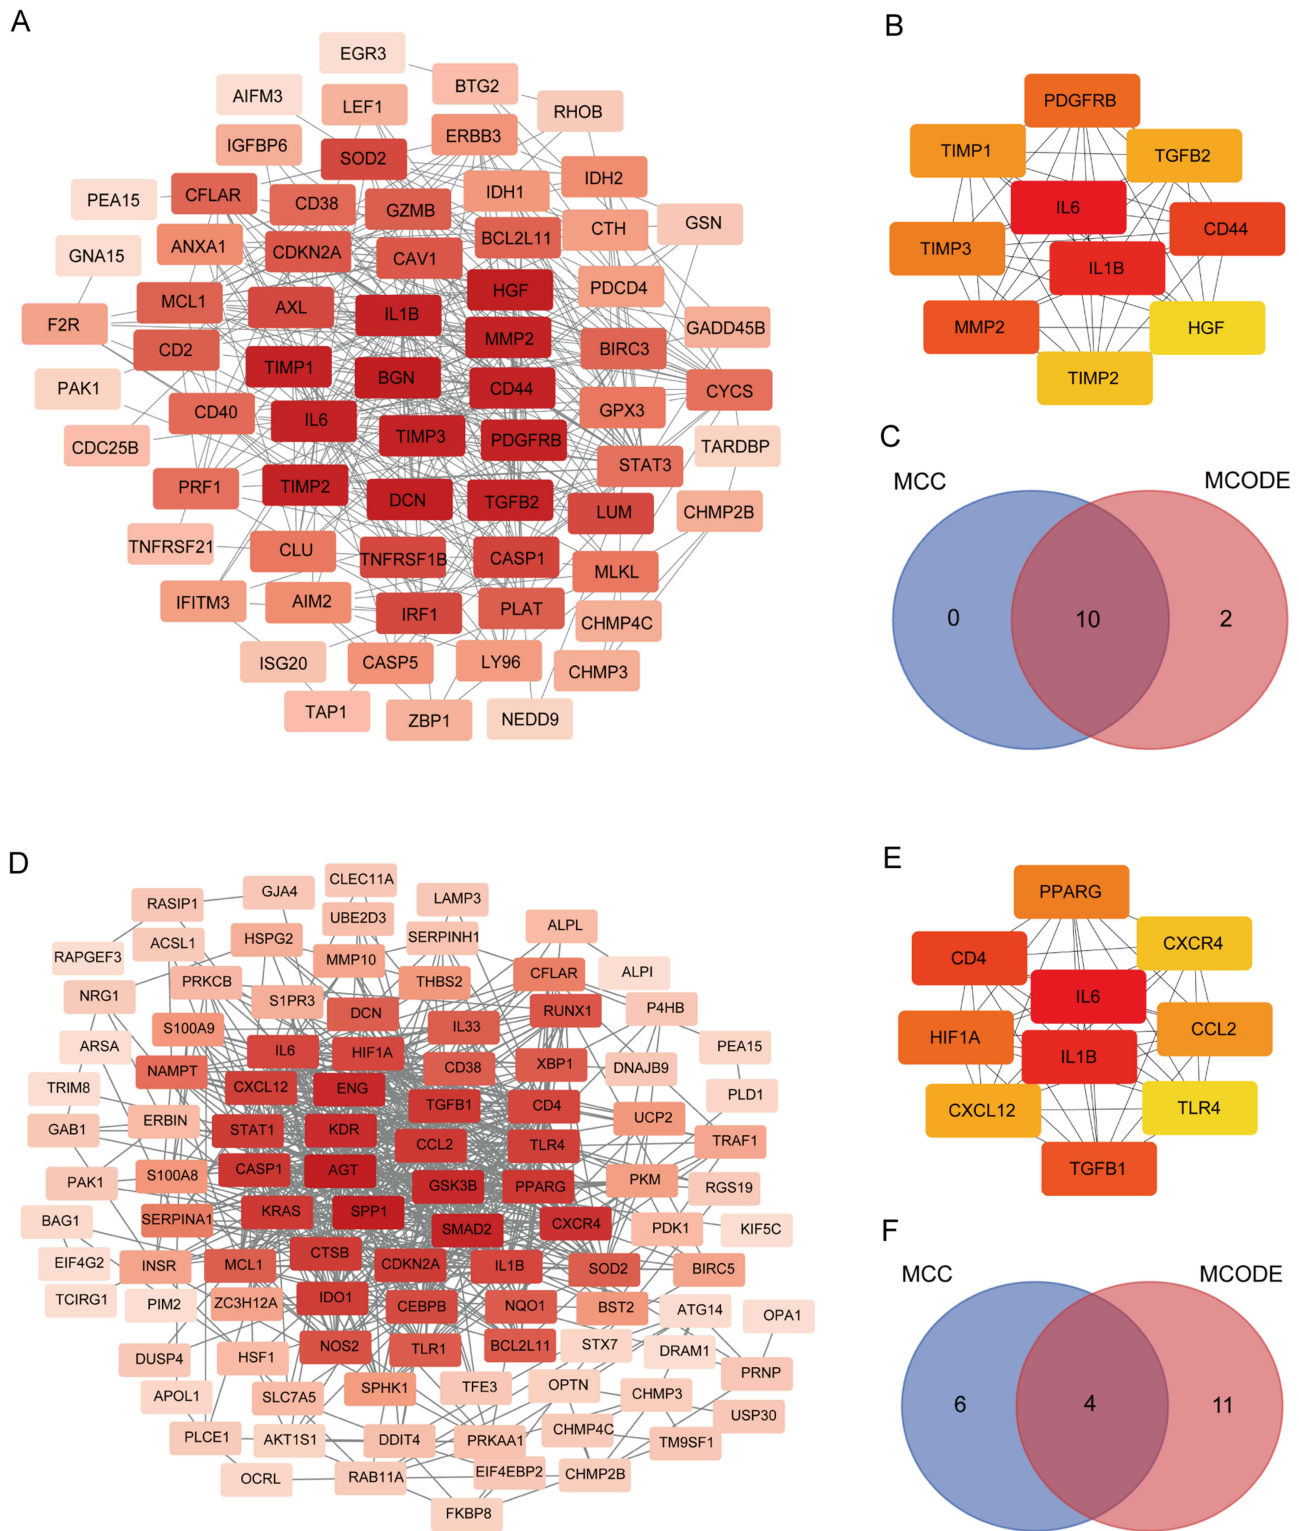 A
EGR3
BTG2
AIFM3
LEF1
RHOB
IGFBP6
SOD2
ERBB3
PEA15
CFLAR
CD38
GZMB
IDH1
IDH2
GNA15
ANXA1
CDKN2A
CAV1
BCL2L11
CTH
GSN
F2R
MCL1
AXL
IL1B
HGF
PDCD4
GADD45B
CD2
TIMP1
BGN
MMP2
BIRC3
PAK1
CD40
IL6
TIMP3
CD44
GPX3
CYCS
CDC25B
PRF1
TIMP2
DCN
PDGFRB
STAT3
TARDBP
TNFRSF21
CLU
TNFRSF1B
TGFB2
LUM
CHMP2B
IFITM3
AIM2
IRF1
CASP1
MLKL
PLAT
CHMP4C
ISG20
CASP5
LY96
CHMP3
TAP1
ZBP1
NEDD9
B
PDGFRB
TIMP1
TGFB2
IL6
CD44
TIMP3
IL1B
MMP2
HGF
TIMP2
C
MCC
MCODE
0
10
2
D
CLEC11A
RASIP1
GJA4
LAMP3
UBE2D3
RAPGEF3
ACSL1
HSPG2
SERPINH1
ALPL
MMP10
NRG1
PRKCB
S1PR3
THBS2
CFLAR
ALPI
S100A9
DCN
IL33
RUNX1
P4HB
ARSA
IL6
HIF1A
PEA15
TRIM8
NAMPT
CXCL12
ENG
CD38
XBP1
DNAJB9
PLD1
GAB1
ERBIN
STAT1
KDR
TGFB1
CD4
UCP2
TRAF1
CCL2
TLR4
PAK1
S100A8
CASP1
AGT
GSK3B
PPARG
PKM
RGS19
BAG1
SERPINA1
KRAS
SPP1
SMAD2
CXCR4
PDK1
KIF5C
EIF4G2
INSR
MCL1
CTSB
CDKN2A
IL1B
SOD2
BIRC5
TCIRG1
PIM2
ZC3H12A
IDO1
CEBPB
NQO1
BST2
ATG14
OPA1
DUSP4
HSF1
NOS2
TLR1
BCL2L11
STX7
DRAM1
PRNP
APOL1
SLC7A5
SPHK1
TFE3
OPTN
CHMP3
USP30
PLCE1
AKT1S1
DDIT4
PRKAA1
CHMP4C
TM9SF1
OCRL
RAB11A
EIF4EBP2
CHMP2B
FKBP8
E
PPARG
CD4
CXCR4
IL6
HIF1A
IL1B
CCL2
CXCL12
TLR4
TGFB1
F
MCC
MCODE
6
4
11